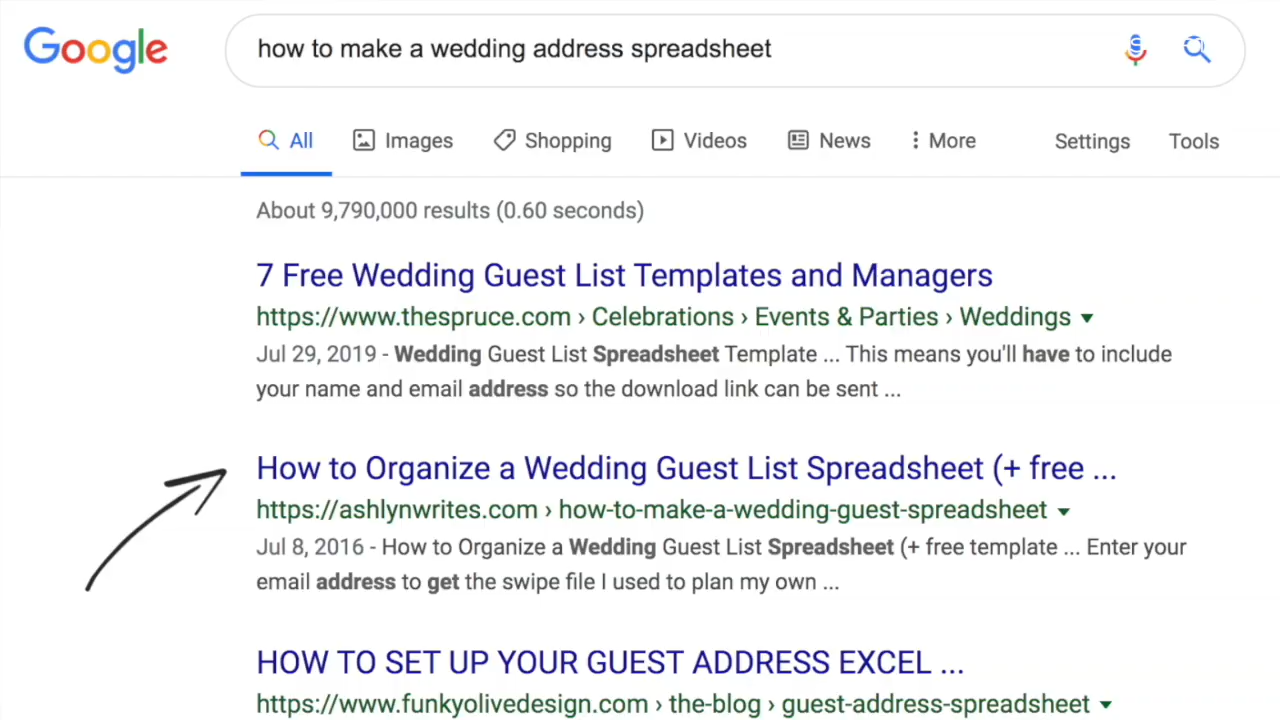 Google
how to make a wedding address spreadsheet
All Images Shopping Videos News More Settings Tools
About 9,790,000 results (0.60 seconds)
7 Free Wedding Guest List Templates and Managers
https://www.thespruce.com › Celebrations › Events & Parties › Weddings
Jul 29, 2019 - Wedding Guest List Spreadsheet Template ... This means you'll have to include
your name and email address so the download link can be sent ...
How to Organize a Wedding Guest List Spreadsheet (+ free ...
https://ashlynwrites.com › how-to-make-a-wedding-guest-spreadsheet
Jul 8, 2016 - How to Organize a Wedding Guest List Spreadsheet (+ free template ... Enter your
email address to get the swipe file I used to plan my own ...
HOW TO SET UP YOUR GUEST ADDRESS EXCEL ...
https://www.funkyolivedesign.com › the-blog › guest-address-spreadsheet